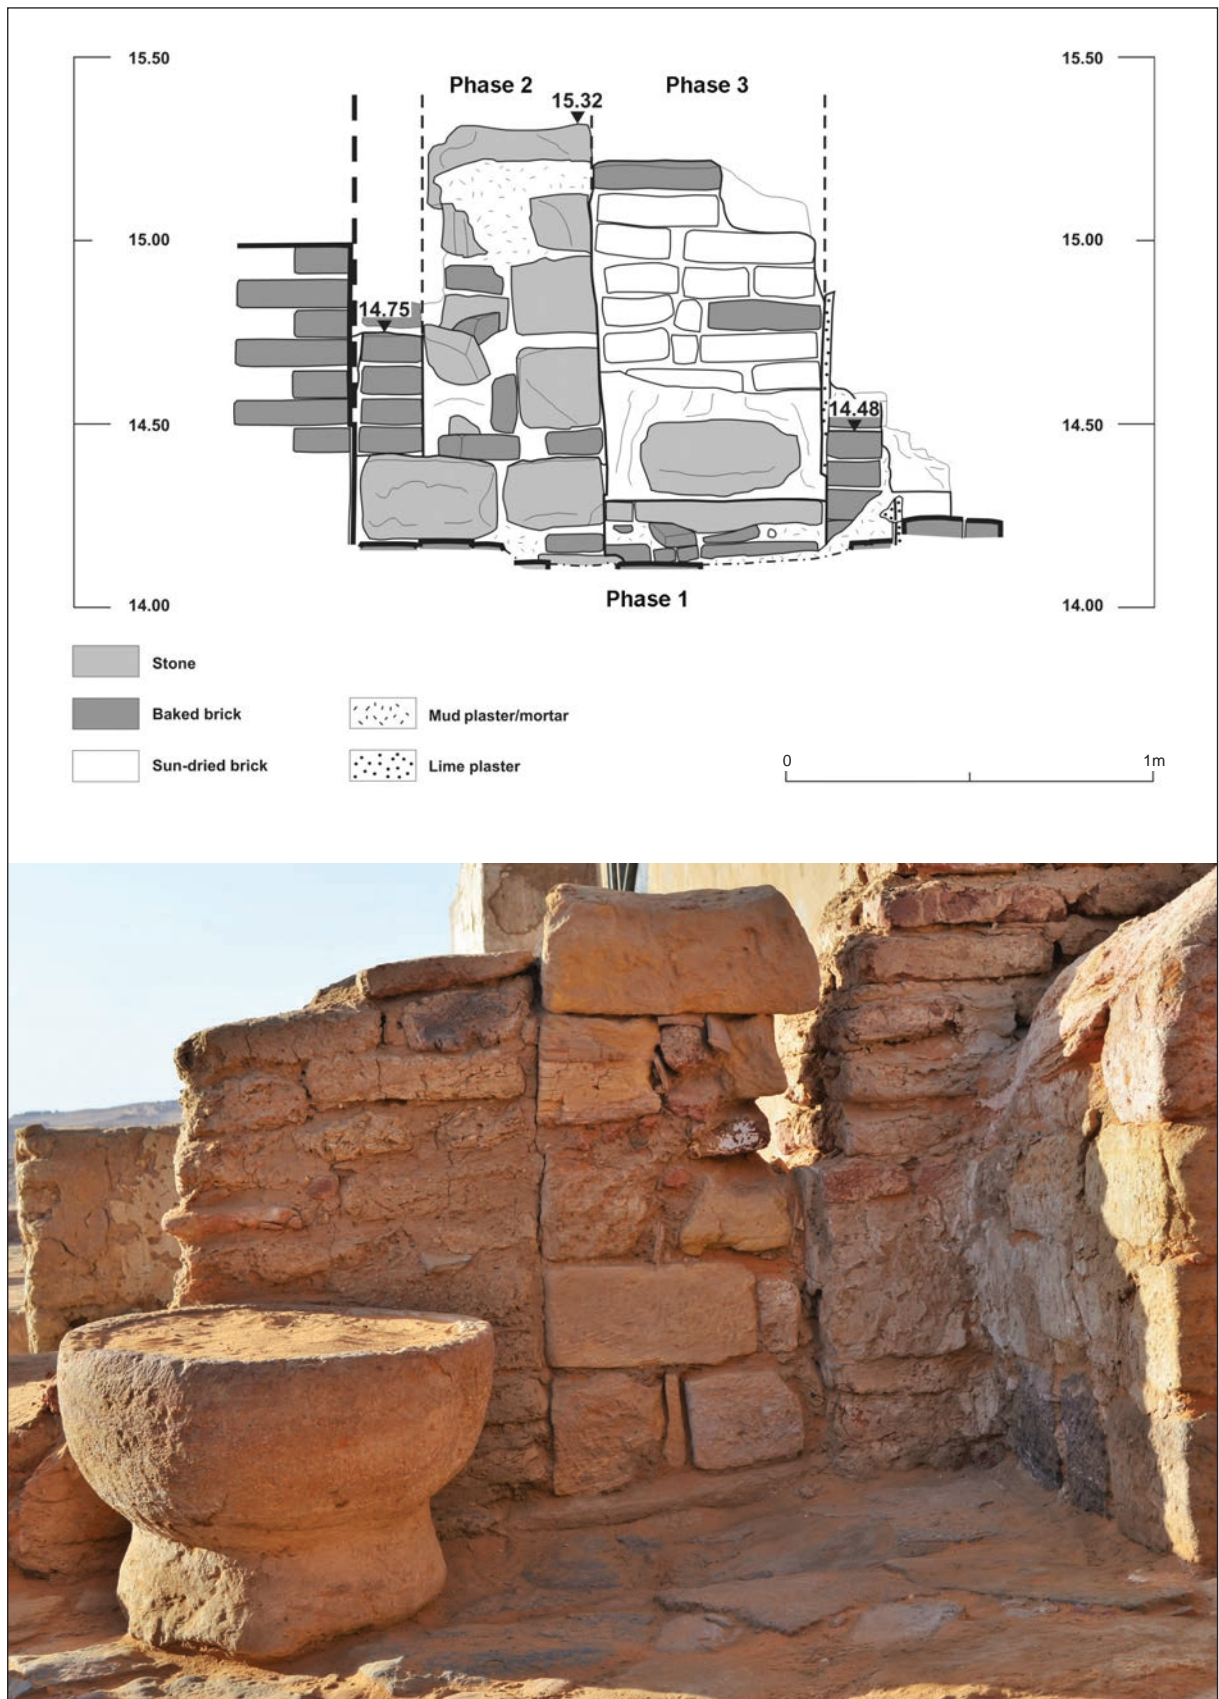 15.50
15.50
Phase 2
Phase 3
15.32
15.00
15.00
14.75
14.48
14.50
14.50
14.00
Phase 1
14.00
Stone
Baked brick
Mud plaster/mortar
Sun-dried brick
Lime plaster
0
1m